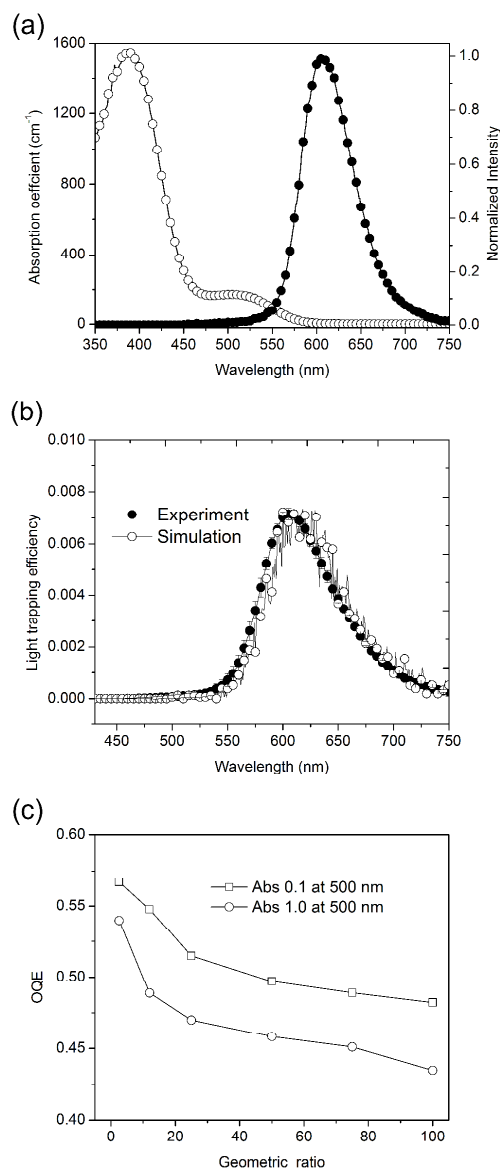 (a)
1600
1200
800
400
0
Absorption oeffcient (cm⁻¹)
1.0
0.8
0.6
0.4
0.2
0.0
Normalized Intensity
350 400 450 500 550 600 650 700 750
Wavelength (nm)
(b)
0.010
0.008
0.006
0.004
0.002
0.000
Light trapping efficiency
Experiment
Simulation
450 500 550 600 650 700 750
Wavelength (nm)
(c)
0.60
0.55
0.50
0.45
0.40
OQE
Abs 0.1 at 500 nm
Abs 1.0 at 500 nm
0 20 40 60 80 100
Geometric ratio